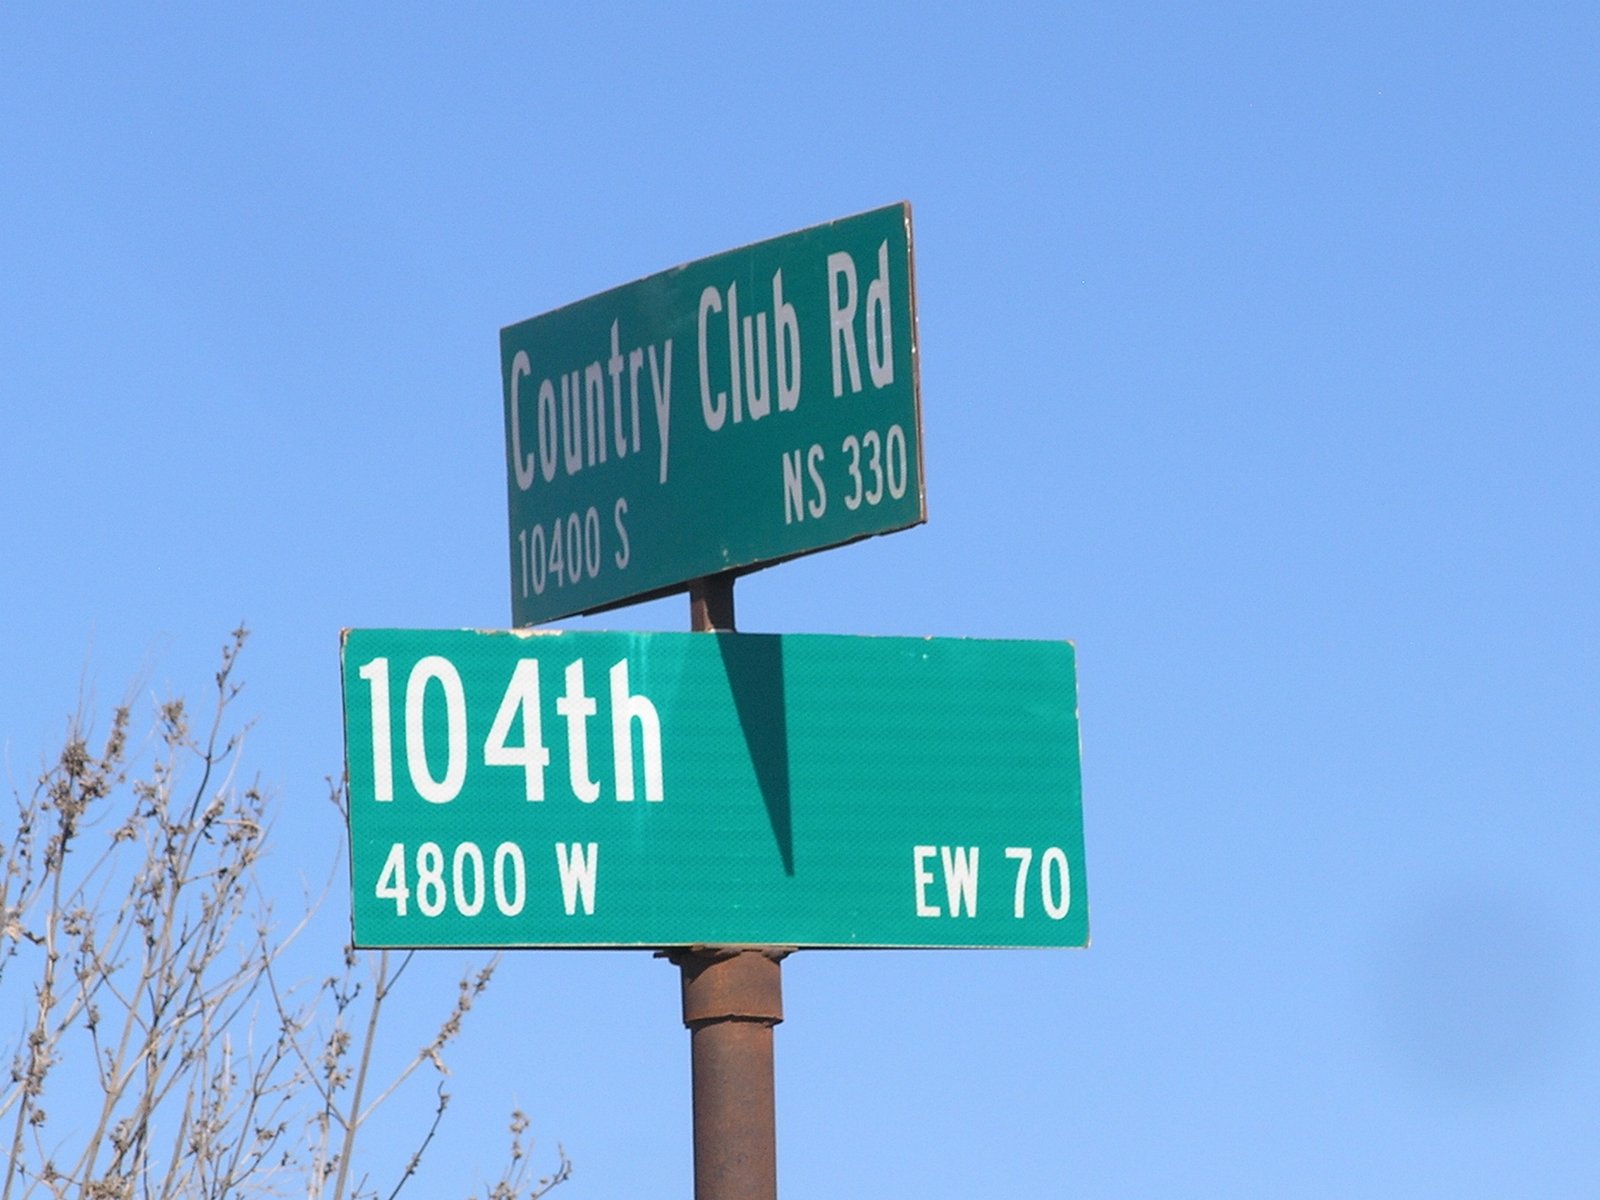 Country Club Rd
10400 S NS 330
104th
4800 W EW 70